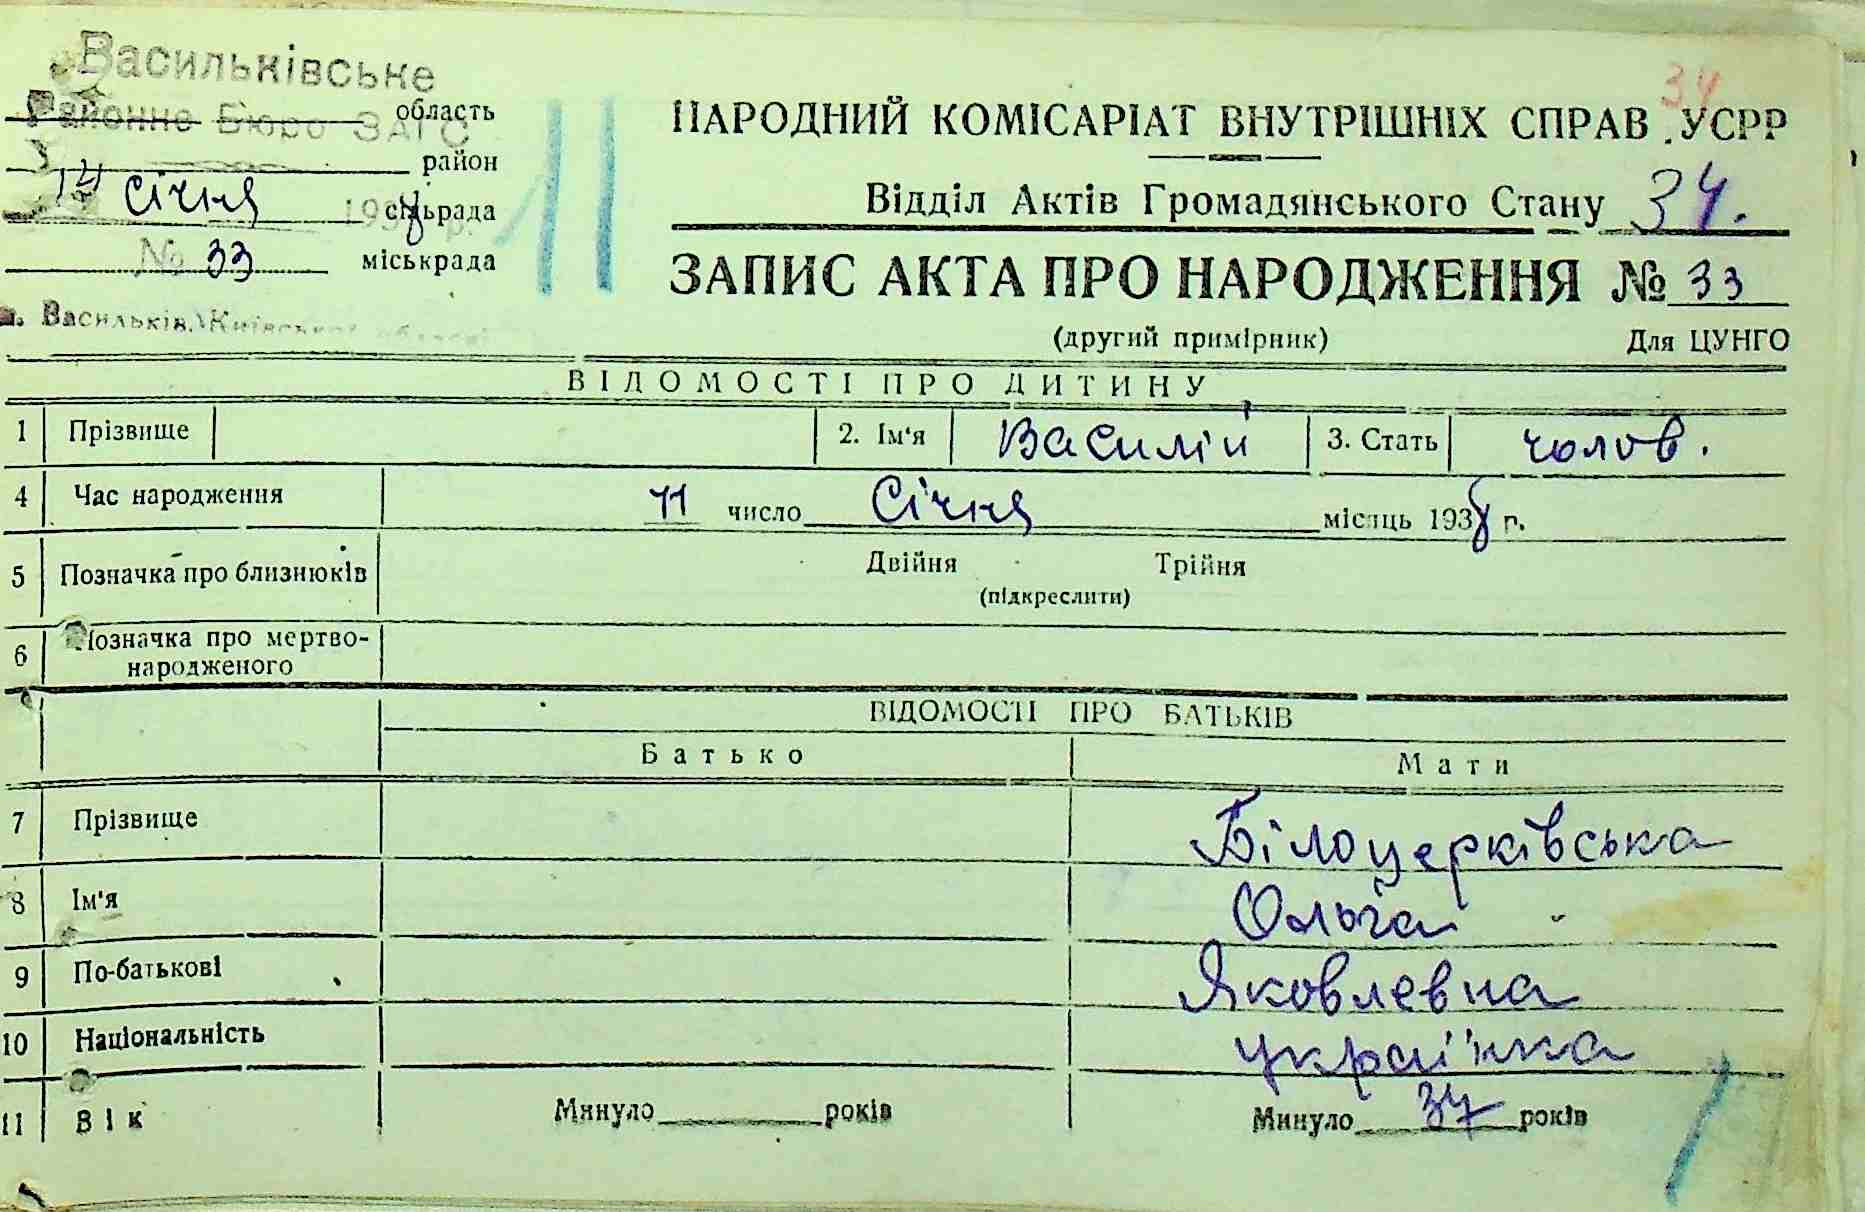 Васильківське
Районне Бюро ЗАГС область
район
14 січня 1938 р. сільрада
№ 33 міськрада
м. Васильків, Київської області
34
НАРОДНИЙ КОМІСАРІАТ ВНУТРІШНІХ СПРАВ УСРР
Відділ Актів Громадянського Стану 34.
ЗАПИС АКТА ПРО НАРОДЖЕННЯ № 33
(другий примірник) Для ЦУНГО
ВІДОМОСТІ ПРО ДИТИНУ
1 Прізвище 2. Ім'я Василій 3. Стать чолов.
4 Час народження 11 число Січня місяць 1938 р.
5 Позначка про близнюків Двійня Трійня
(підкреслити)
6 Позначка про мертво-
народженого
ВІДОМОСТІ ПРО БАТЬКІВ
Батько Мати
7 Прізвище Білоцерківська
8 Ім'я Ольга
9 По-батькові Яковлевна
10 Національність українка
11 Вік Минуло років Минуло 37 років